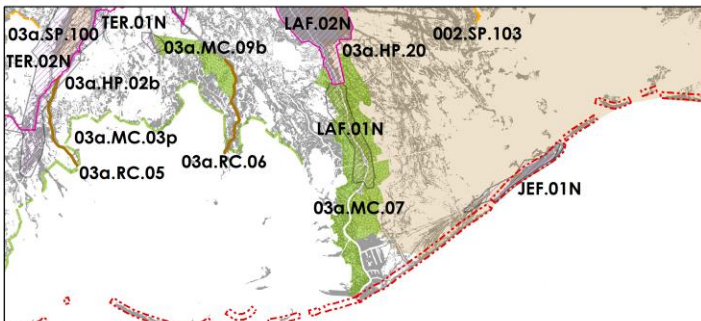 TER.01N
LAF.02N
002.SP.103
03a.SP.100
03a.MC.09b
03a.HP.20
TER.02N
03a.HP.02b
LAF.01N
03a.MC.03p
03a.RC.06
03a.RC.05
JEF.01N
03a.MC.07